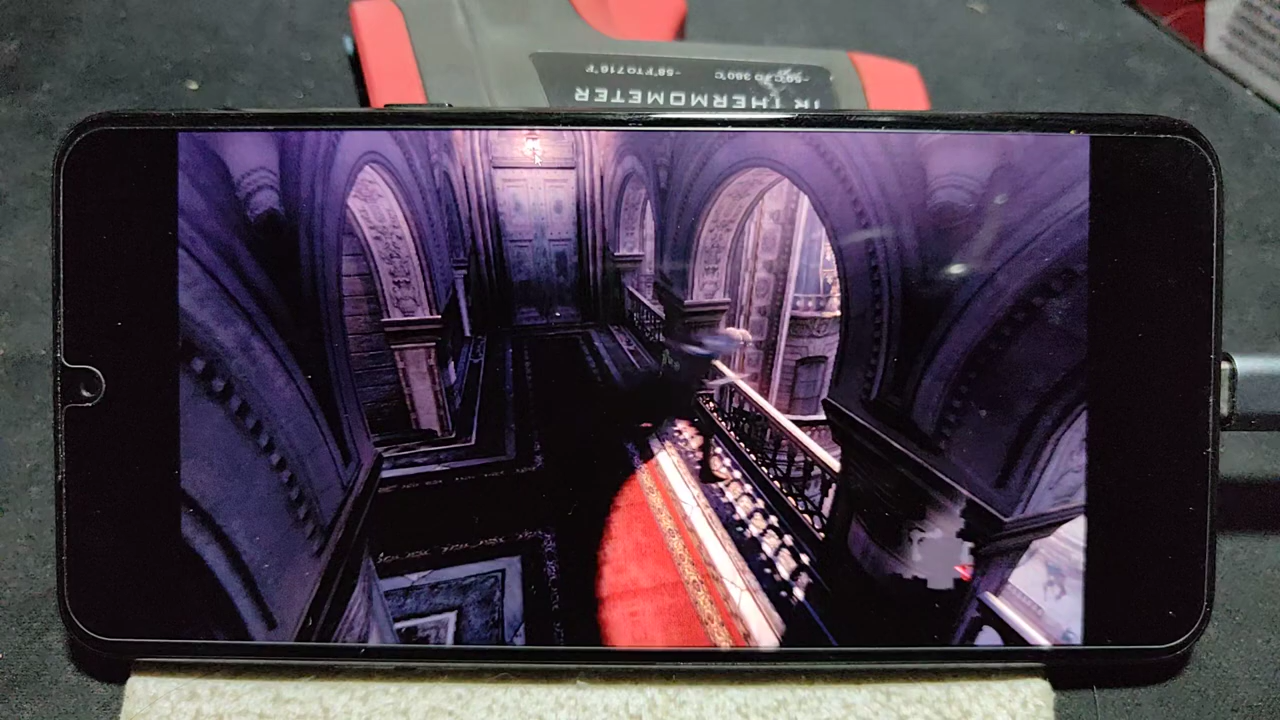 IR THERMOMETER
-50℃ TO 380℃
-58℉ TO 716℉